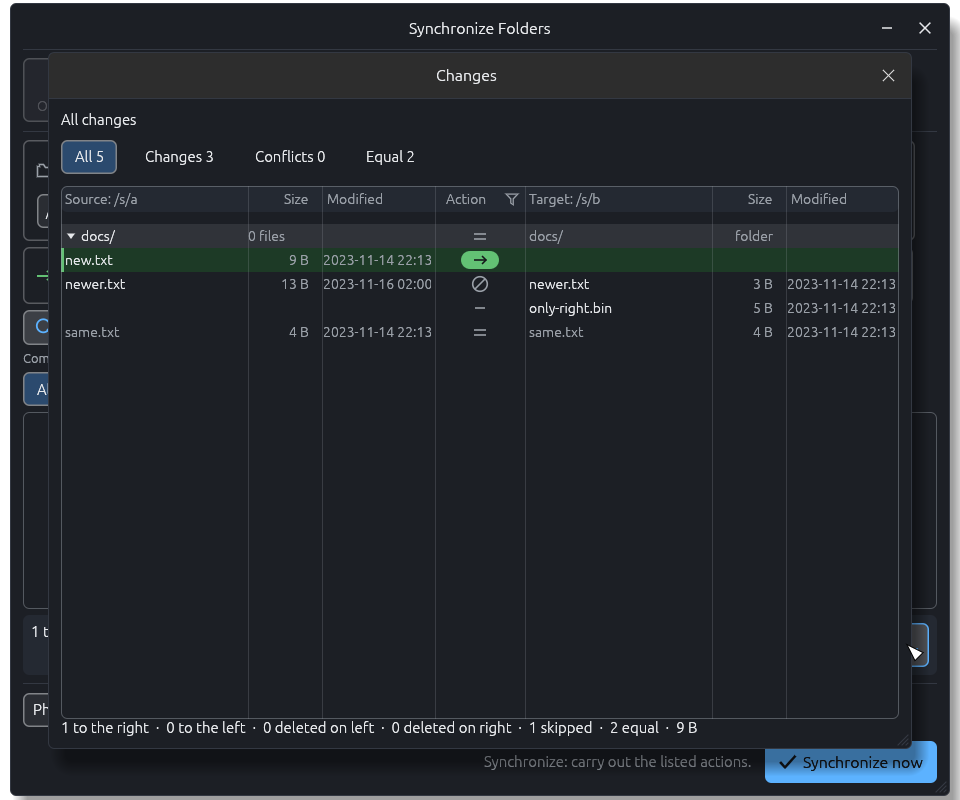 Synchronize Folders
Changes
All changes
All 5 Changes 3 Conflicts 0 Equal 2
Source: /s/a Size Modified Action Target: /s/b Size Modified
docs/ 0 files = docs/ folder
new.txt 9 B 2023-11-14 22:13 →
newer.txt 13 B 2023-11-16 02:00 newer.txt 3 B 2023-11-14 22:13
– only-right.bin 5 B 2023-11-14 22:13
same.txt 4 B 2023-11-14 22:13 = same.txt 4 B 2023-11-14 22:13
Com
1 t
Ph
1 to the right · 0 to the left · 0 deleted on left · 0 deleted on right · 1 skipped · 2 equal · 9 B
Synchronize: carry out the listed actions.
Synchronize now